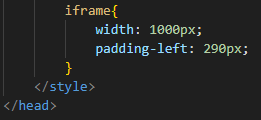 iframe{
width: 1000px;
padding-left: 290px;
}
</style>
</head>